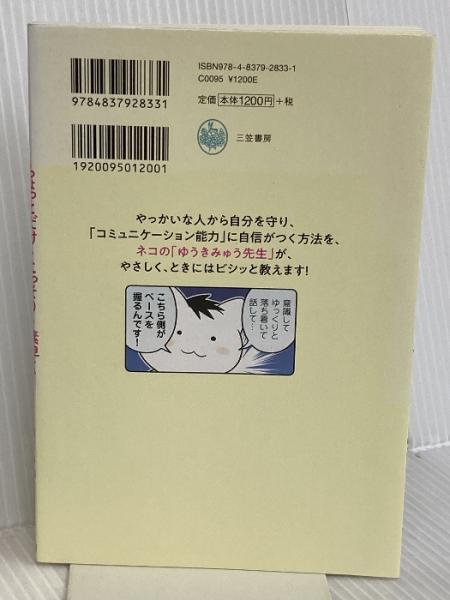 ISBN978-4-8379-2833-1
C0095 ¥1200E
9784837928331
定価 本体1200円 +税
三笠書房
1920095012001
やっかいな人から自分を守り、
「コミュニケーション能力」に自信がつく方法を、
ネコの「ゆうきみゅう先生」が、
やさしく、ときにはビシッと教えます!
意識して
ゆっくりと
落ち着いて
話して…
こちら側が
ペースを
握るんです!